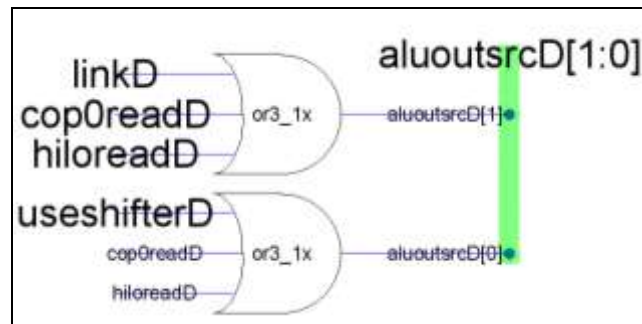 aluoutsrcD[1:0]
linkD
cop0readD or3_1x aluoutsrcD[1]
hiloreadD
useshifterD
cop0readD or3_1x aluoutsrcD[0]
hiloreadD